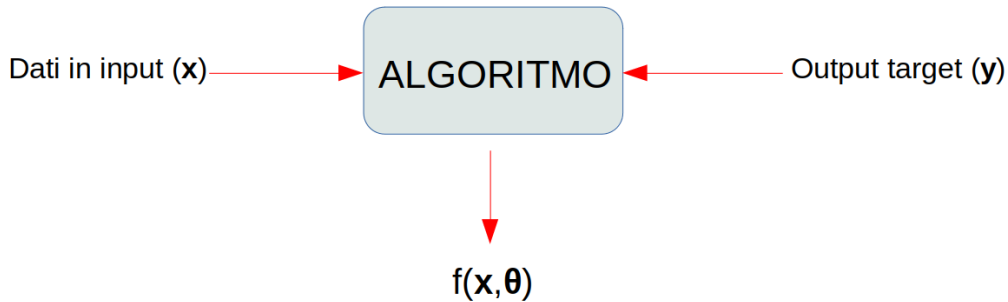 Dati in input (x)
ALGORITMO
Output target (y)
f(x,θ)